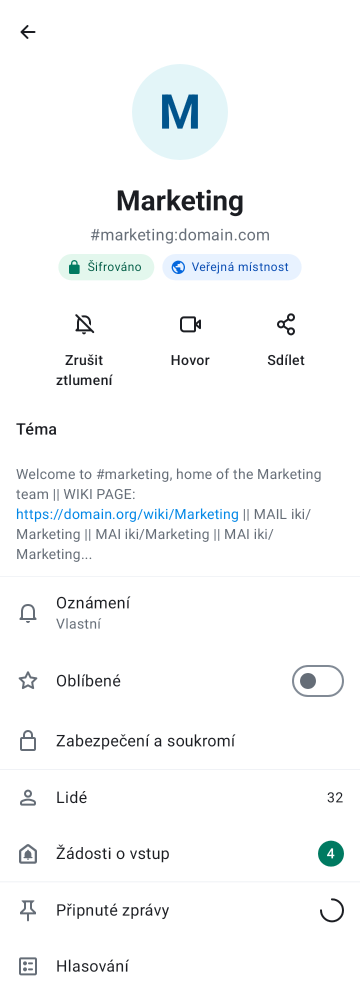 M
Marketing
#marketing:domain.com
Šifrováno
Veřejná místnost
Zrušit
ztlumení
Hovor
Sdílet
Téma
Welcome to #marketing, home of the Marketing
team || WIKI PAGE:
https://domain.org/wiki/Marketing || MAIL iki/
Marketing || MAI iki/Marketing || MAI iki/
Marketing...
Oznámení
Vlastní
Oblíbené
Zabezpečení a soukromí
Lidé 32
Žádosti o vstup 4
Připnuté zprávy
Hlasování